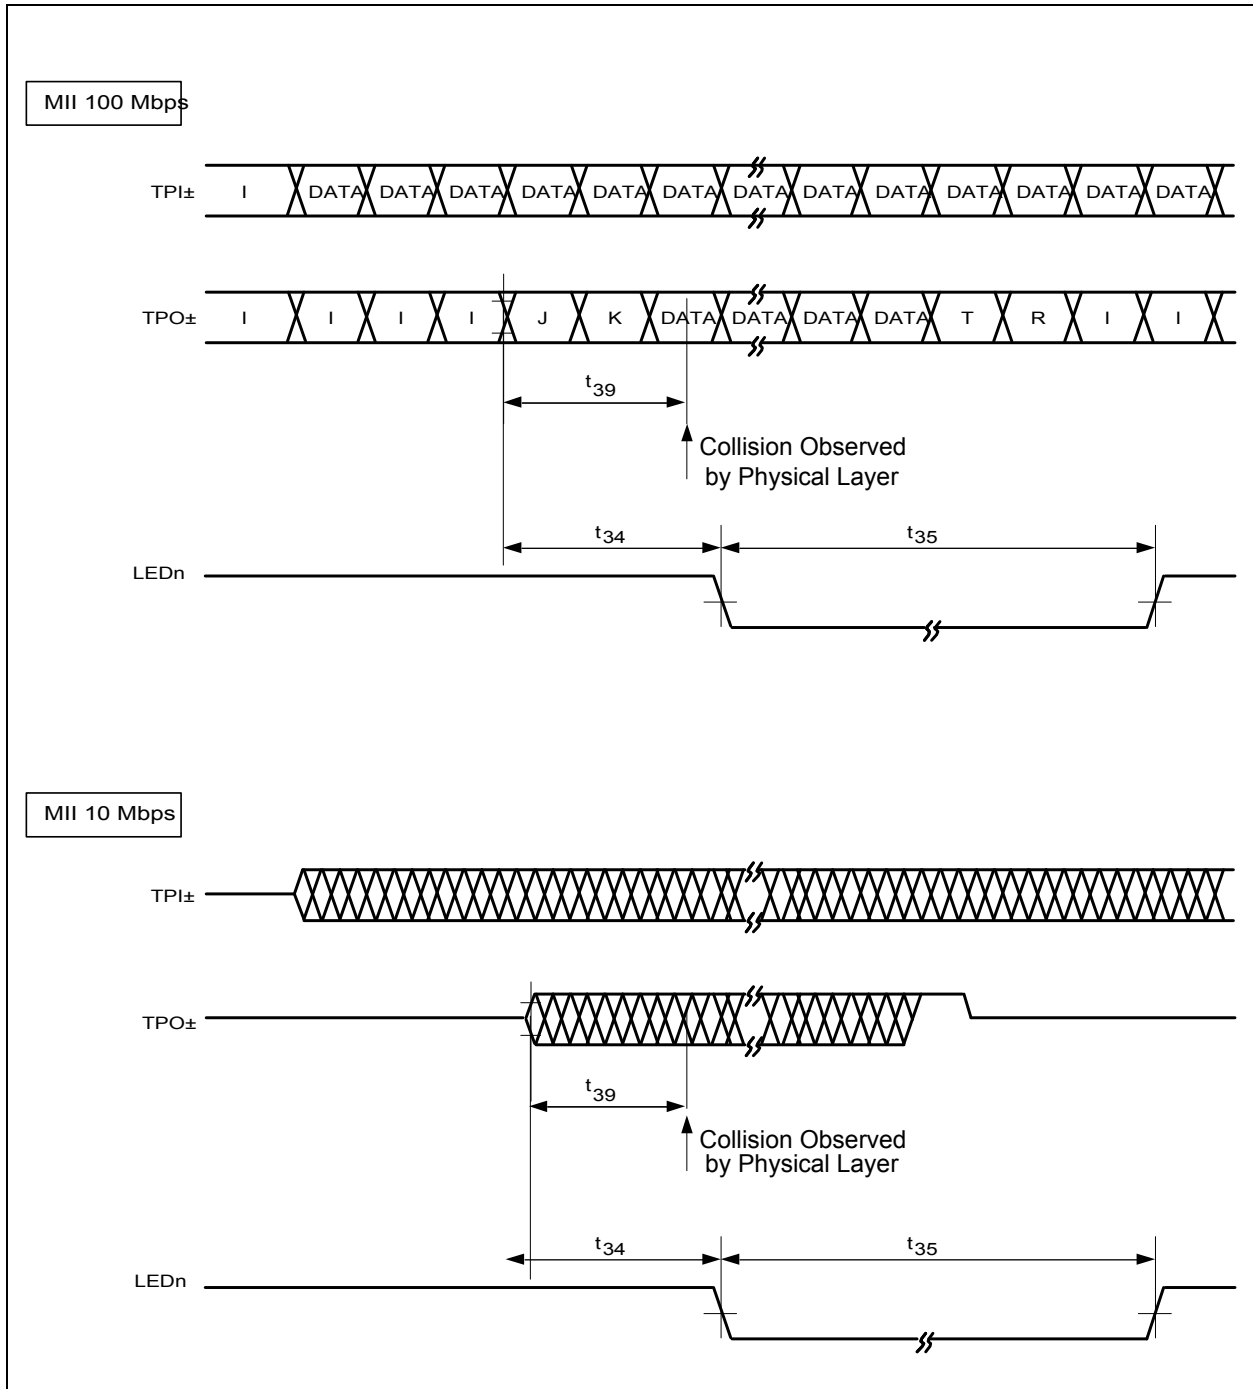 MII 100 Mbps
TPI± I DATA DATA DATA DATA DATA DATA DATA DATA DATA DATA DATA DATA DATA
TPO± I I I I J K DATA DATA DATA DATA T R I I
t39
Collision Observed
by Physical Layer
t34 t35
LEDn
MII 10 Mbps
TPI±
TPO±
t39
Collision Observed
by Physical Layer
t34 t35
LEDn